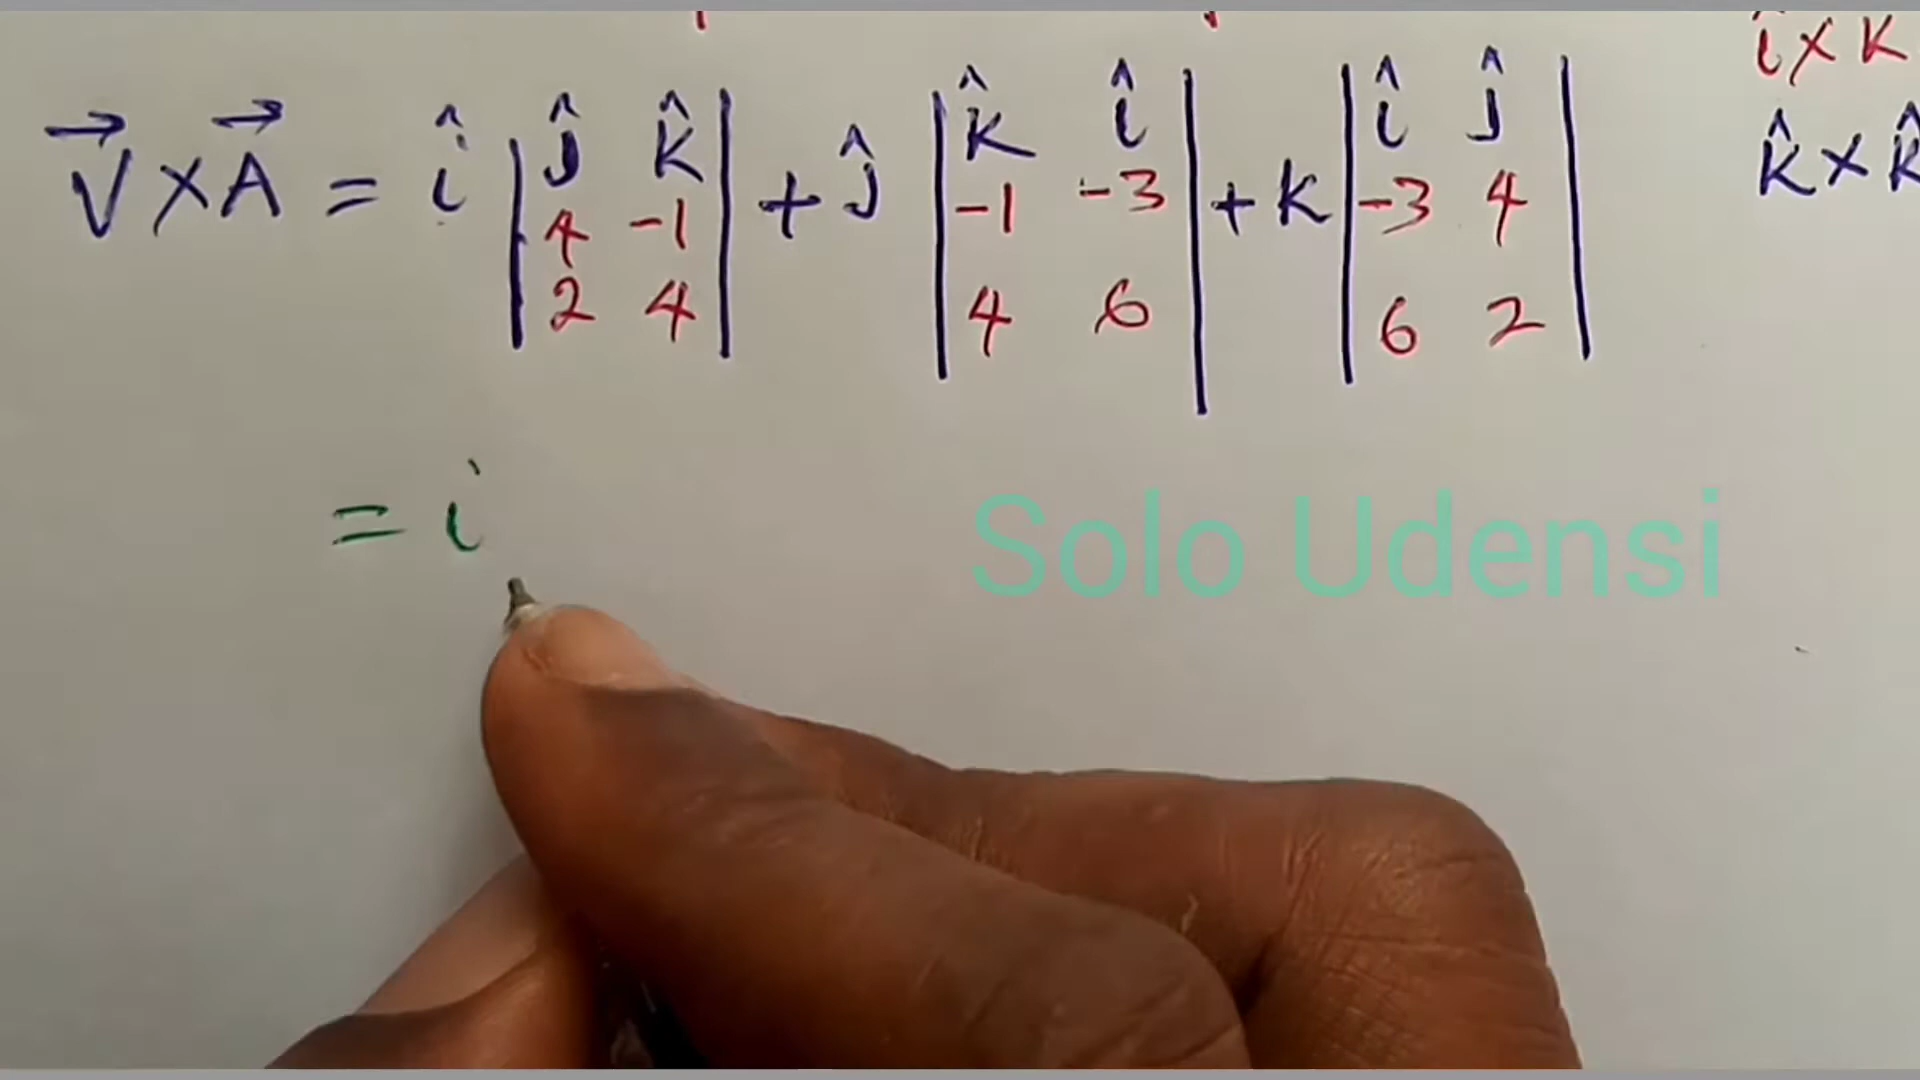 î x K
V⃗ x A⃗ = î | ĵ k̂ | + ĵ | k̂ î | + k | î ĵ | k̂ x k̂
4 -1 -1 -3 -3 4
2 4 4 6 6 2
= i
Solo Udensi